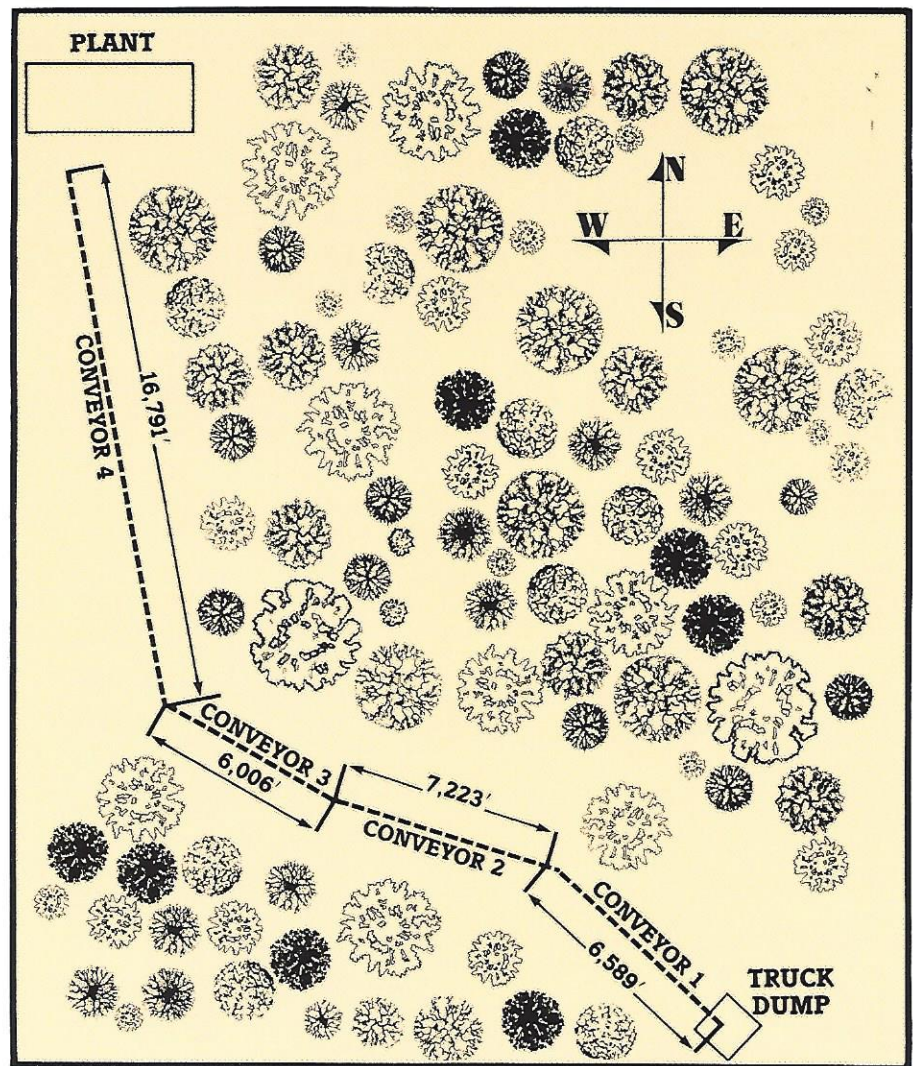 PLANT
N
W E
S
CONVEYOR 4
16,791′
CONVEYOR 3
6,006′
7,223′
CONVEYOR 2
CONVEYOR 1
6,589′
TRUCK
DUMP